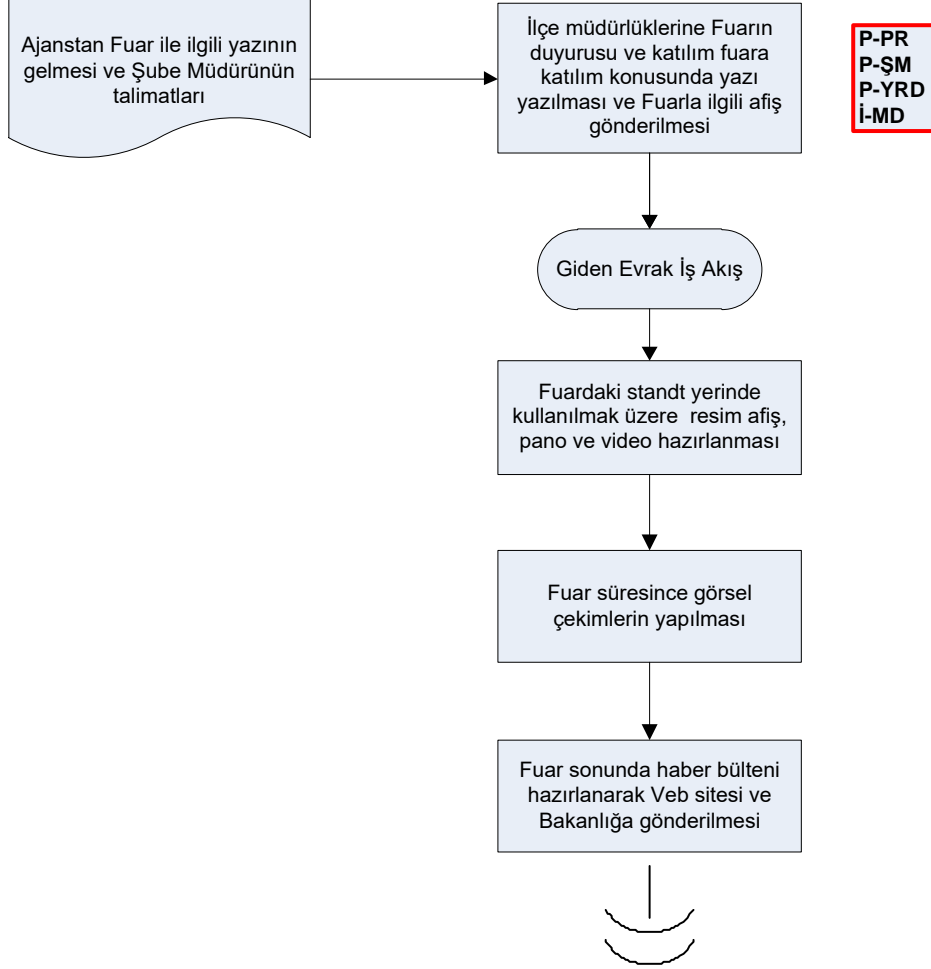 Ajanstan Fuar ile ilgili yazının
gelmesi ve Şube Müdürünün
talimatları
İlçe müdürlüklerine Fuarın
duyurusu ve katılım fuara
katılım konusunda yazı
yazılması ve Fuarla ilgili afiş
gönderilmesi
P-PR
P-ŞM
P-YRD
İ-MD
Giden Evrak İş Akış
Fuardaki standt yerinde
kullanılmak üzere  resim afiş,
pano ve video hazırlanması
Fuar süresince görsel
çekimlerin yapılması
Fuar sonunda haber bülteni
hazırlanarak Veb sitesi ve
Bakanlığa gönderilmesi